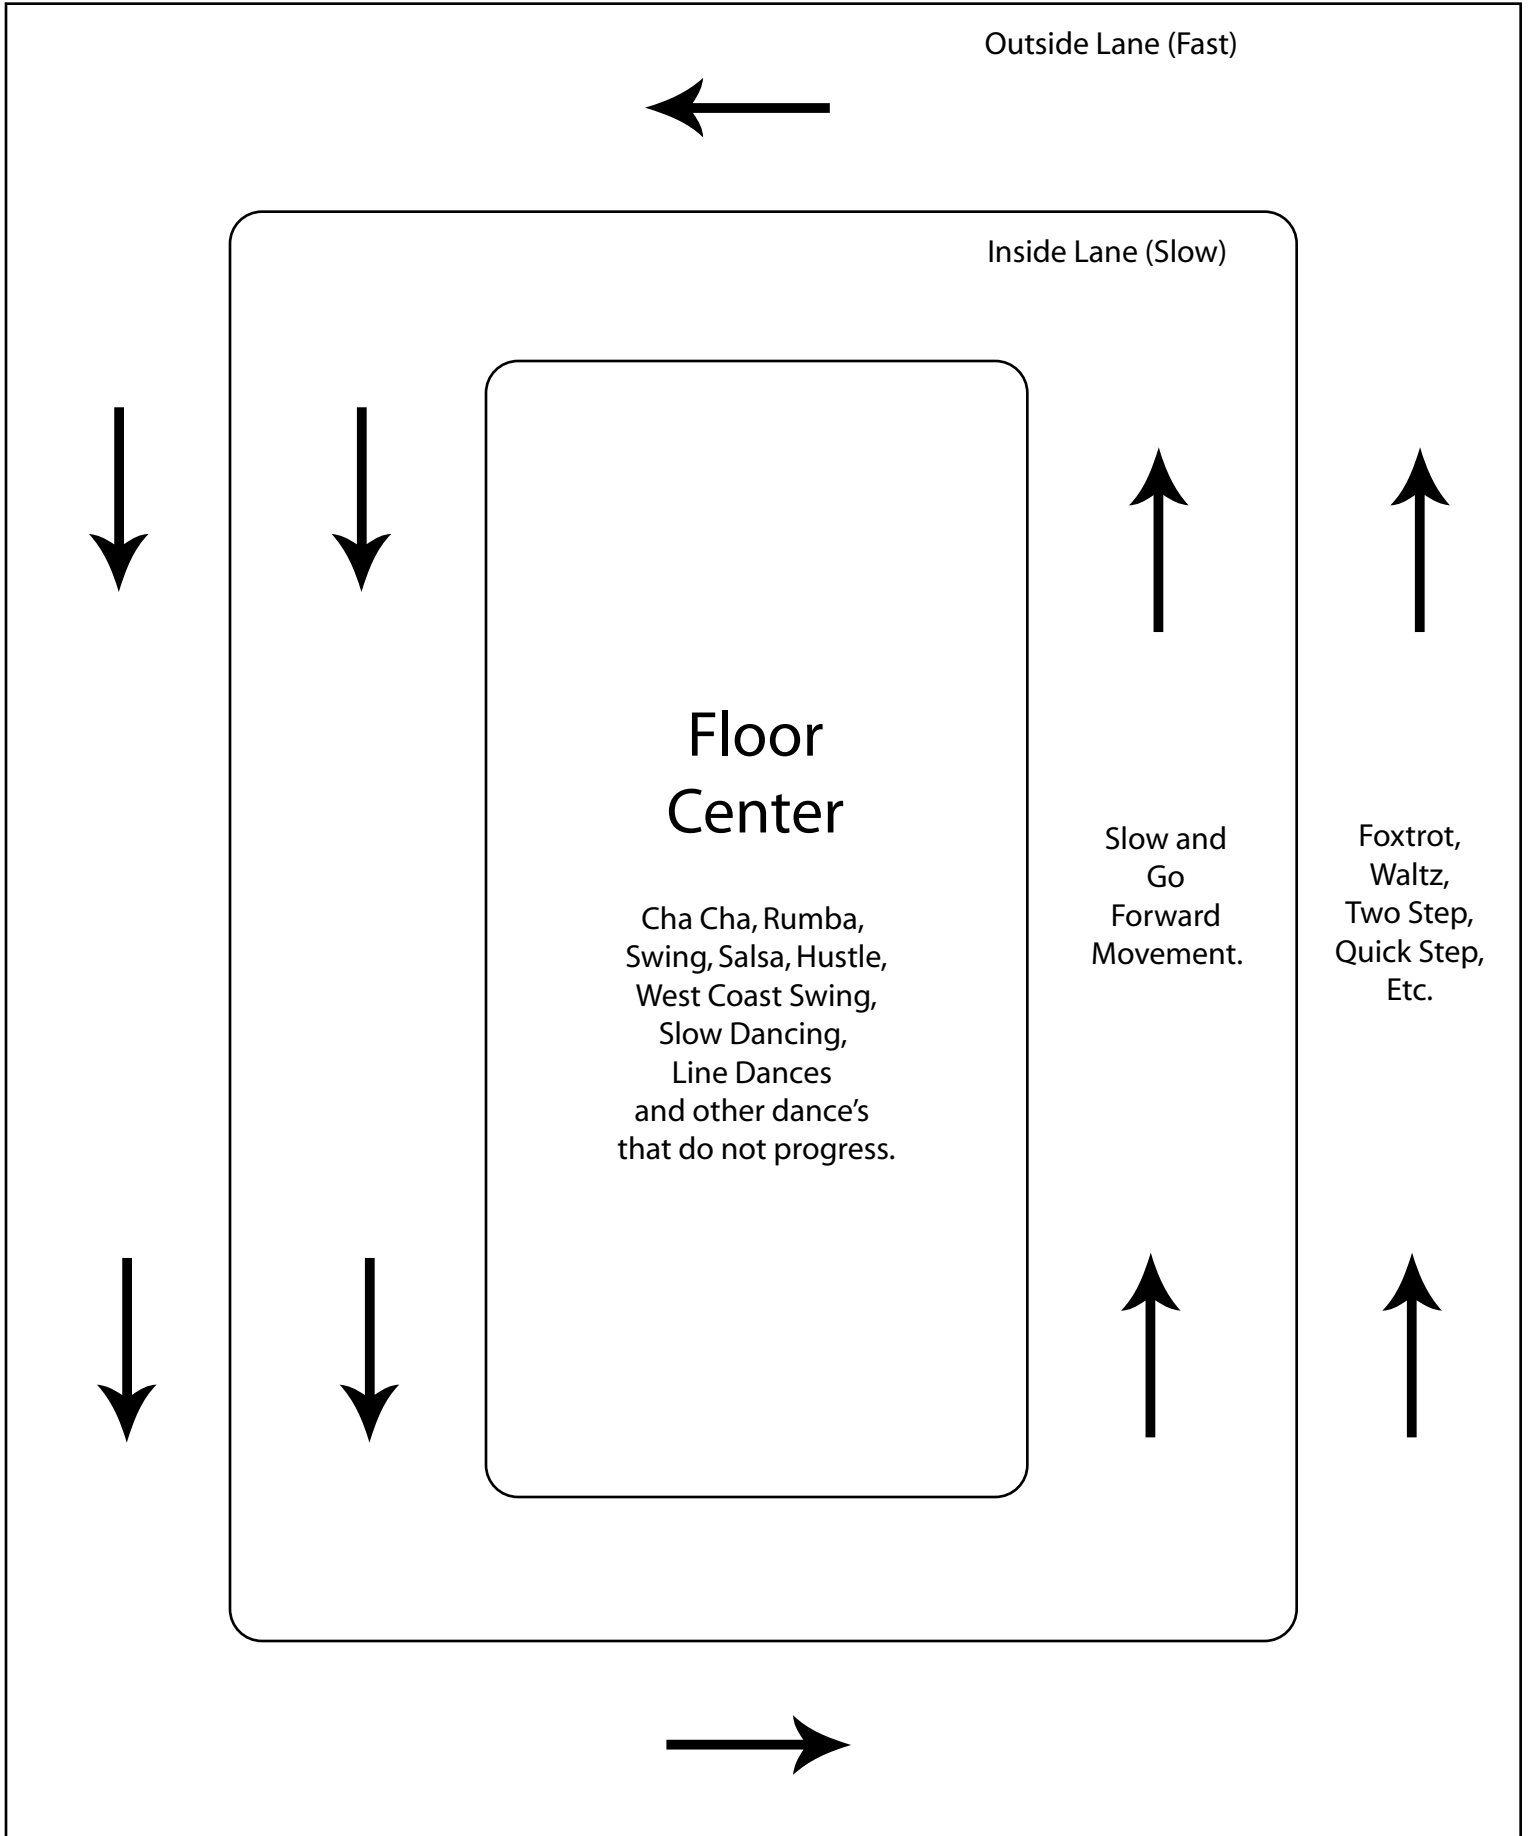 Outside Lane (Fast)
Inside Lane (Slow)
Floor
Center
Cha Cha, Rumba,
Swing, Salsa, Hustle,
West Coast Swing,
Slow Dancing,
Line Dances
and other dance's
that do not progress.
Slow and
Go
Forward
Movement.
Foxtrot,
Waltz,
Two Step,
Quick Step,
Etc.